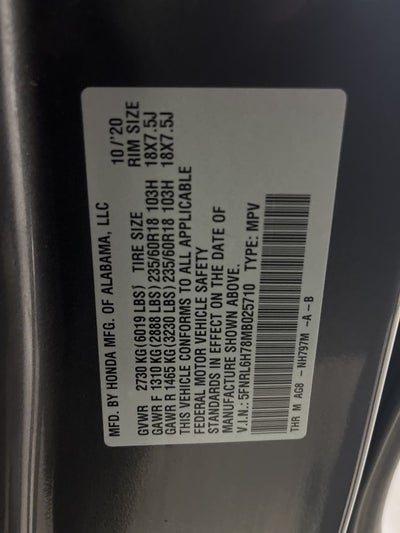 MFD. BY HONDA MFG. OF ALABAMA, LLC 10/'20
GVWR 2730 KG(6019 LBS) TIRE SIZE RIM SIZE
GAWR F 1310 KG(2888 LBS) 235/60R18 103H 18X7.5J
GAWR R 1465 KG(3230 LBS) 235/60R18 103H 18X7.5J
THIS VEHICLE CONFORMS TO ALL APPLICABLE
FEDERAL MOTOR VEHICLE SAFETY
STANDARDS IN EFFECT ON THE DATE OF
MANUFACTURE SHOWN ABOVE.
V.I.N.: 5FNRL6H78MB025710 TYPE: MPV
THR M AG8 - NH797M -A-B